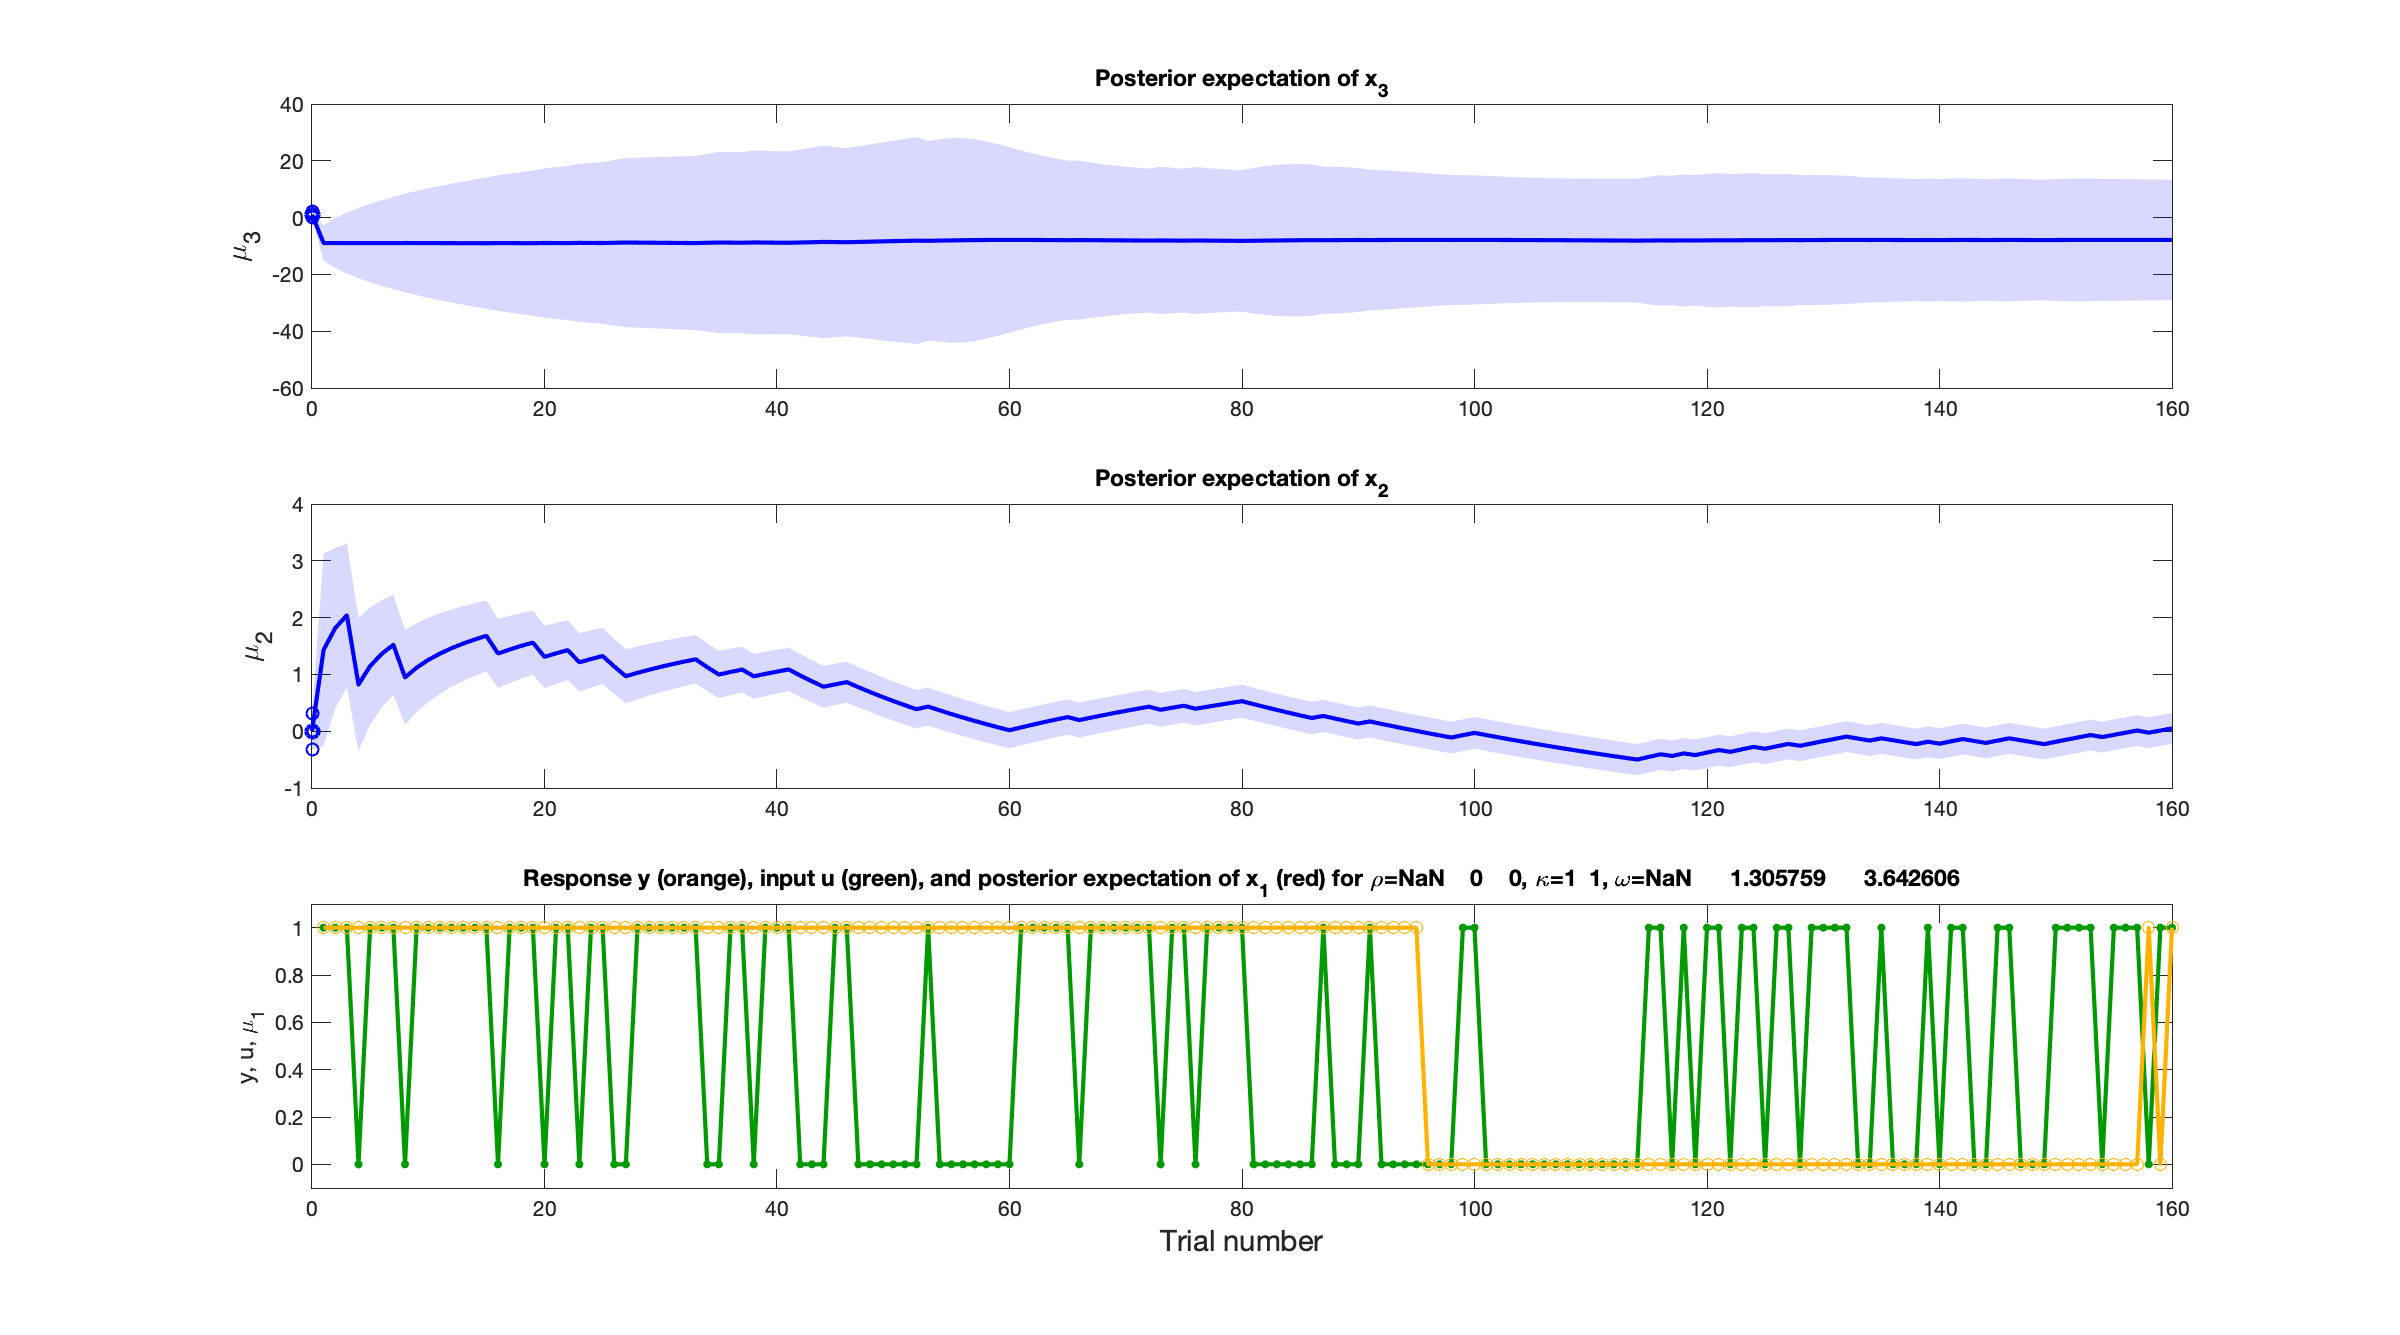 Posterior expectation of x3
40
20
0
-20
-40
-60
μ3
0 20 40 60 80 100 120 140 160
Posterior expectation of x2
4
3
2
1
0
-1
μ2
0 20 40 60 80 100 120 140 160
Response y (orange), input u (green), and posterior expectation of x1 (red) for ρ=NaN 0 0, κ=1 1, ω=NaN 1.305759 3.642606
1
0.8
0.6
0.4
0.2
0
y, u, μ1
0 20 40 60 80 100 120 140 160
Trial number